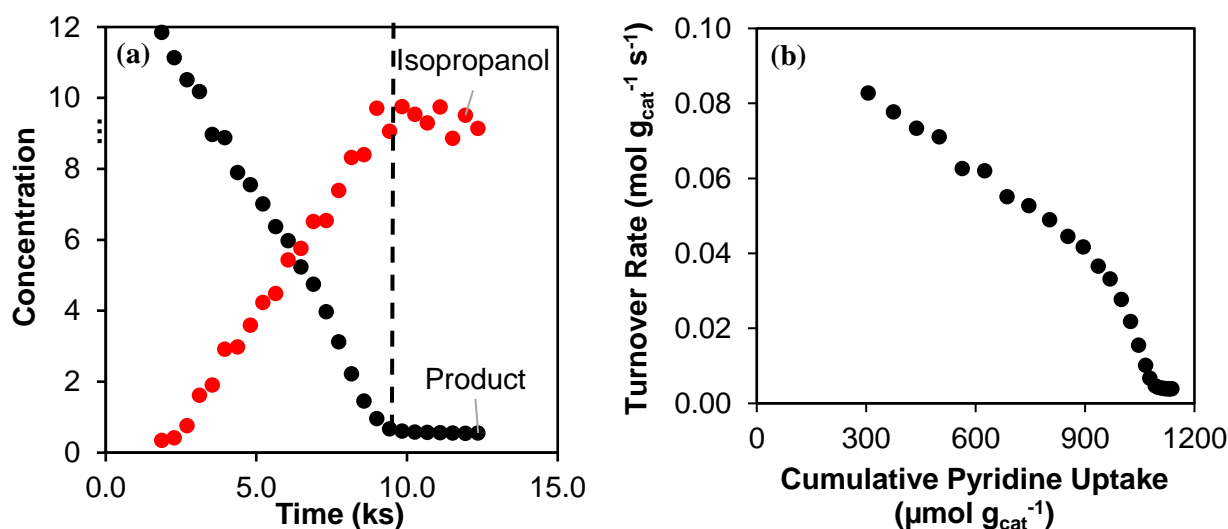 (a)
Isopropanol
Product
12
10
8
6
4
2
0
0.0
5.0
10.0
15.0
Concentration
Time (ks)
(b)
0.10
0.08
0.06
0.04
0.02
0.00
0
300
600
900
1200
Turnover Rate (mol gcat-1 s-1)
Cumulative Pyridine Uptake
(µmol gcat-1)